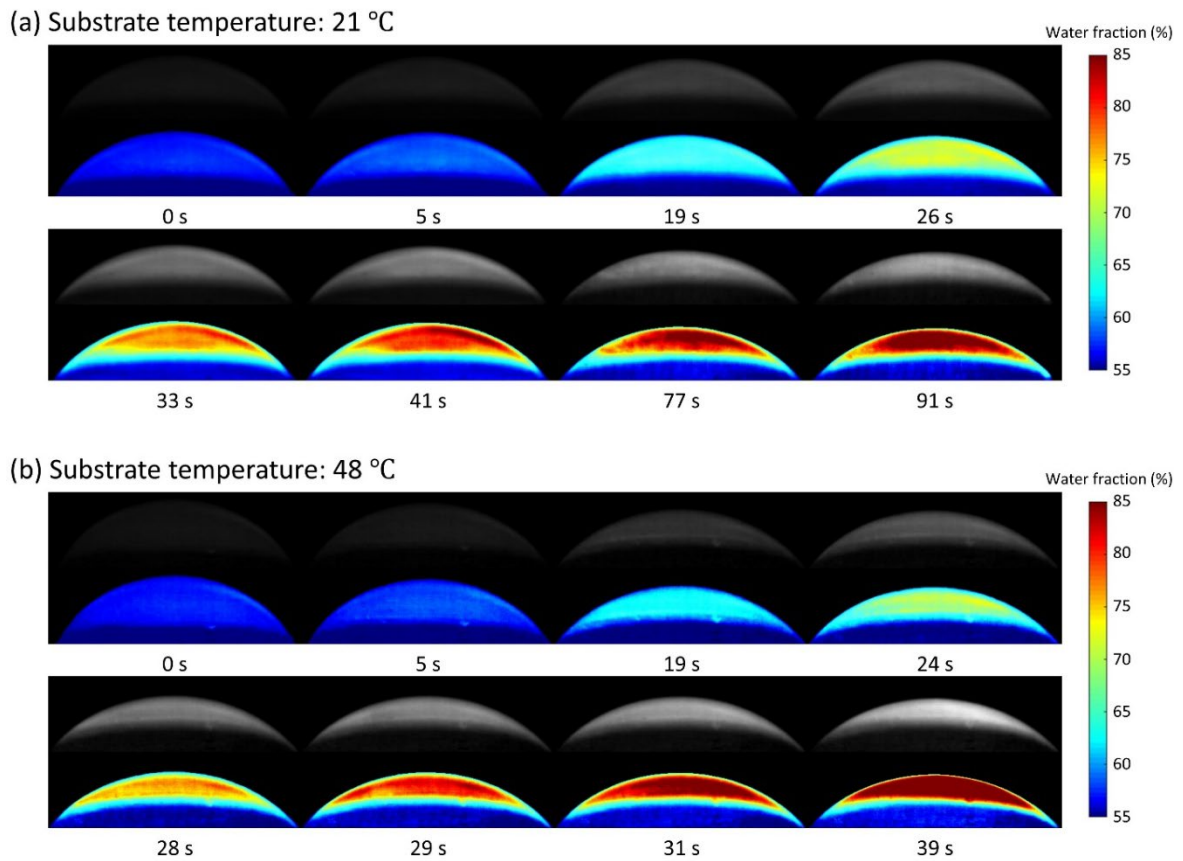 (a) Substrate temperature: 21 ℃
Water fraction (%)
85
80
75
70
65
60
55
0 s 5 s 19 s 26 s
33 s 41 s 77 s 91 s
(b) Substrate temperature: 48 ℃
Water fraction (%)
85
80
75
70
65
60
55
0 s 5 s 19 s 24 s
28 s 29 s 31 s 39 s